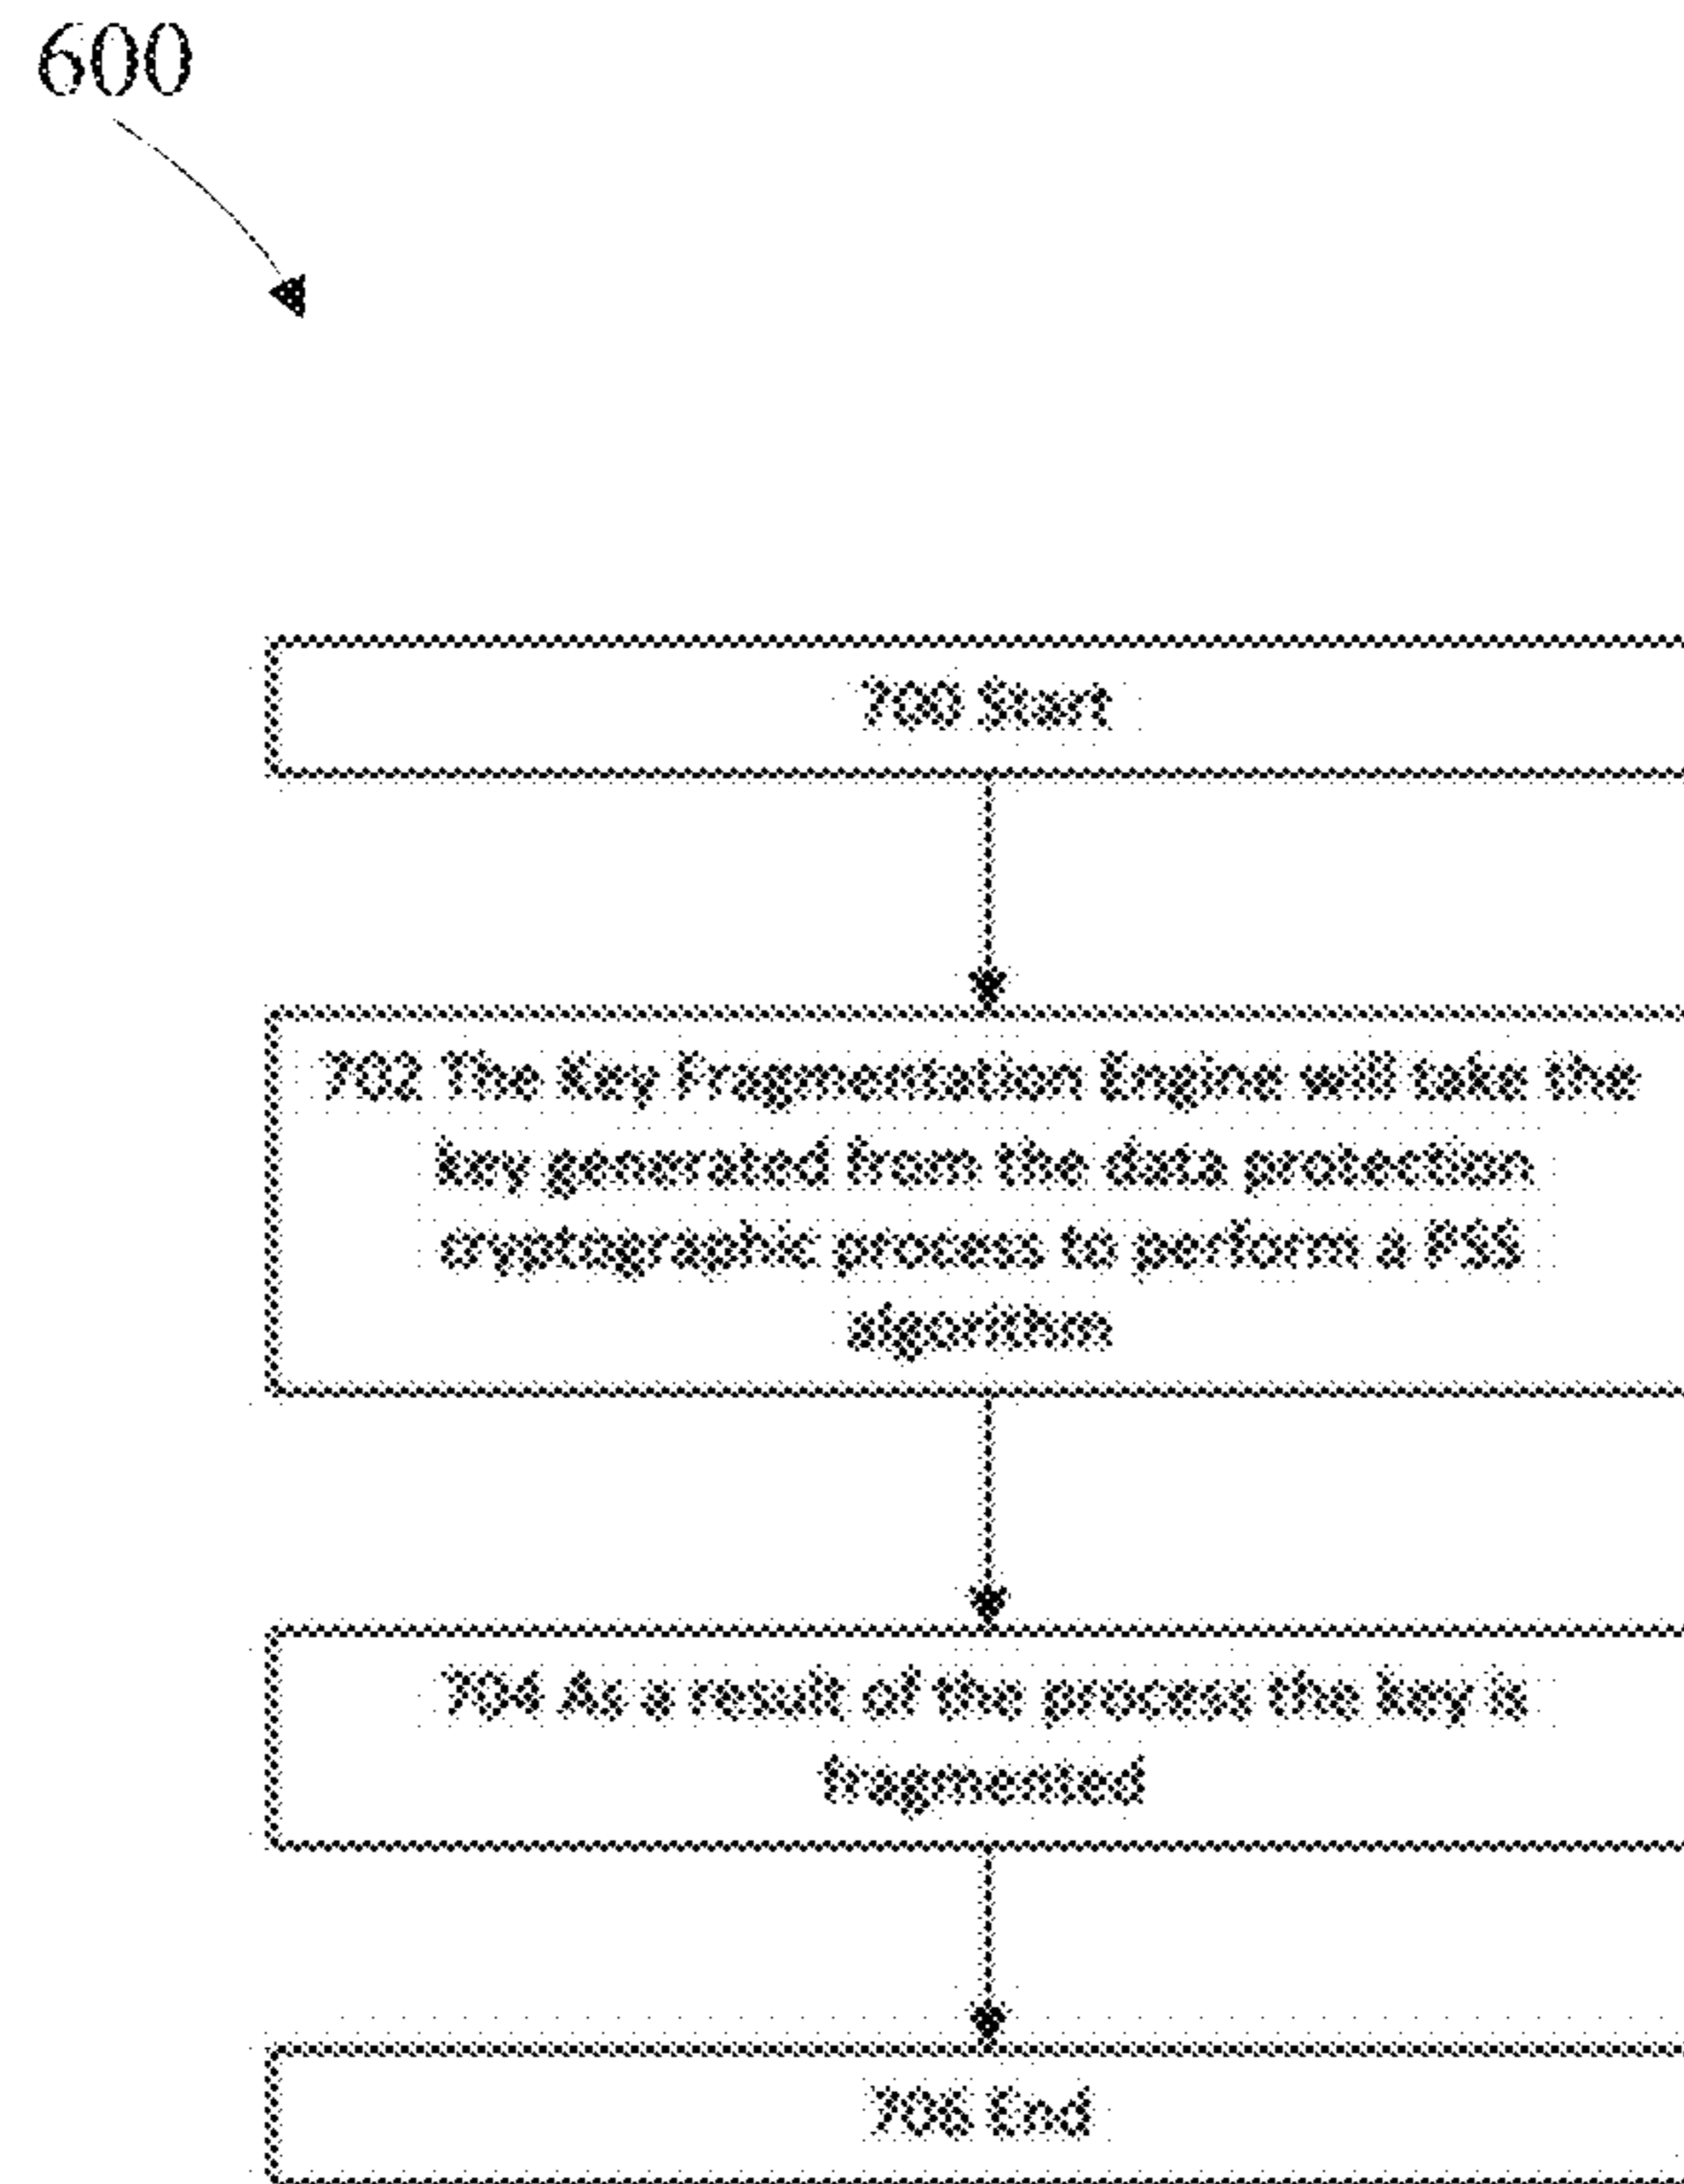 600
700 Start
702 The Key Fragmentation Engine will take the
key generated from the data protection
cryptographic process to perform a PSS
algorithm
704 As a result of the process the key is
fragmented
706 End